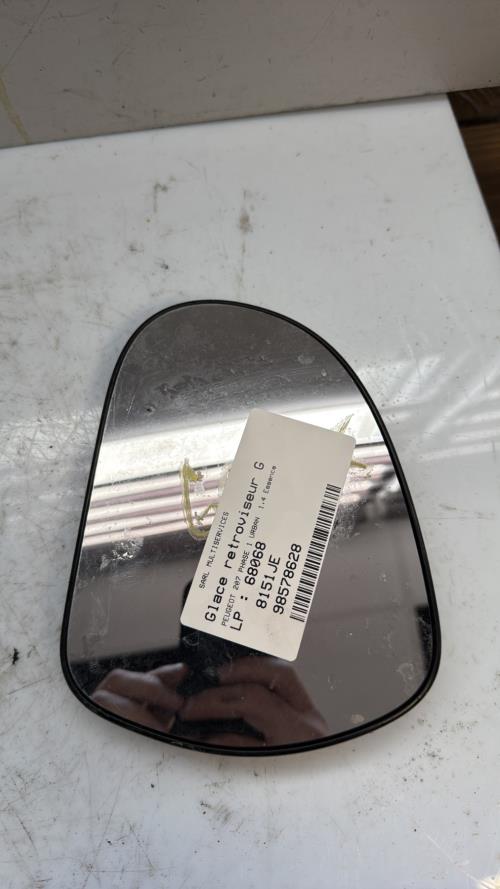 SARL MULTISERVICES
Glace retroviseur G
PEUGEOT 207 PHASE 1 URBAN 1.4 Essence
LP : 68068
8151JE
98578628